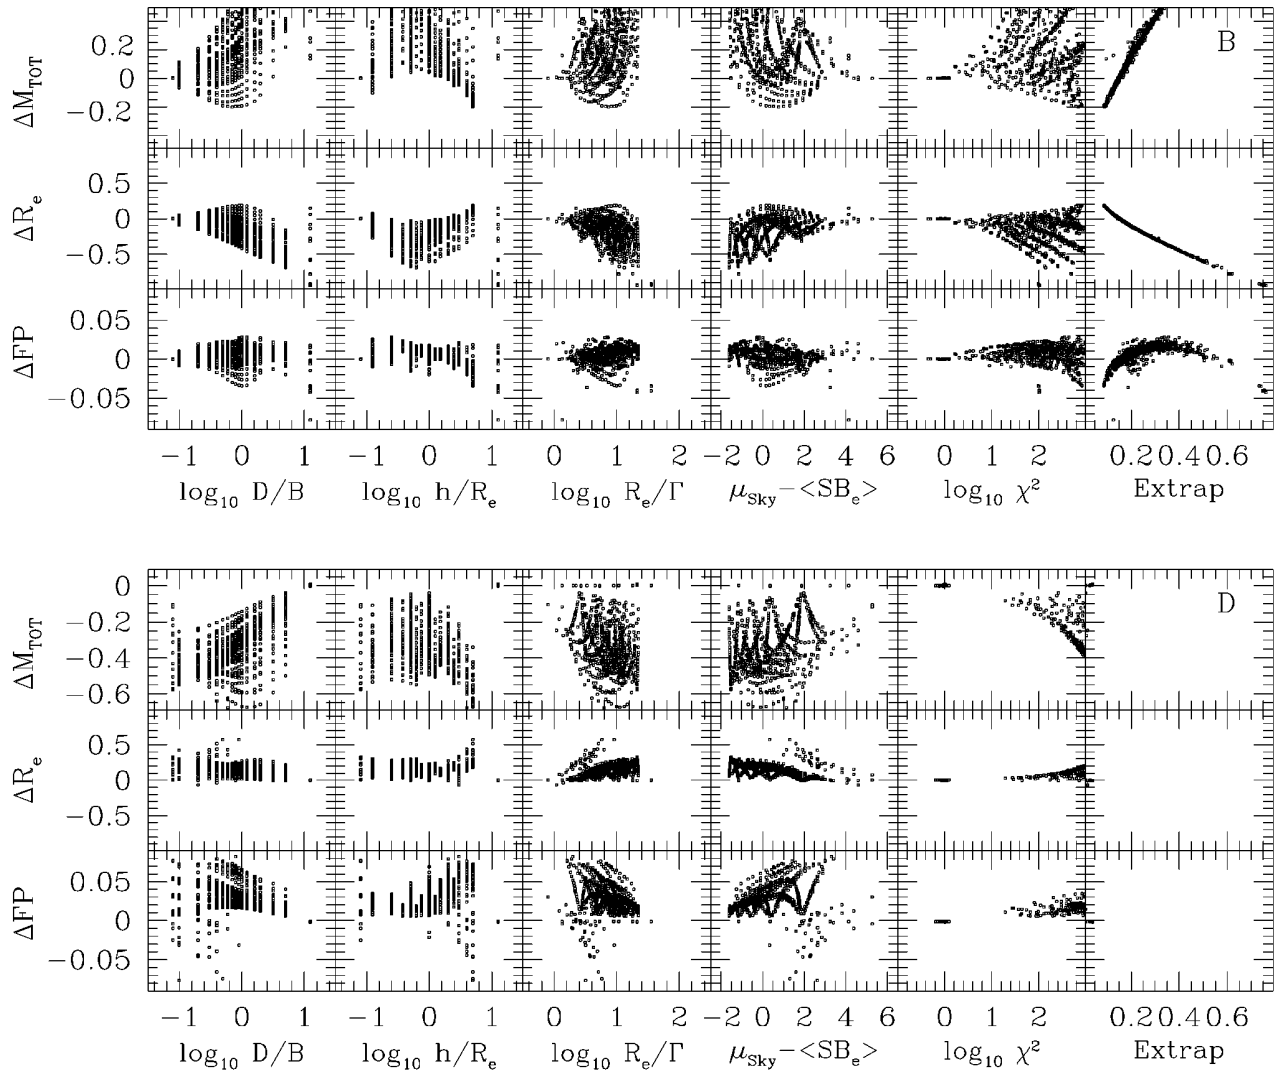 B
ΔM_TOT
0.2
0
−0.2
ΔR_e
0.5
0
−0.5
ΔFP
0.05
0
−0.05
−1 0 1 −1 0 1 0 1 2 −2 0 2 4 6 0 1 2 0.2 0.4 0.6
log₁₀ D/B log₁₀ h/R_e log₁₀ R_e/Γ μ_Sky−<SB_e> log₁₀ χ² Extrap
D
ΔM_TOT
0
−0.2
−0.4
−0.6
ΔR_e
0.5
0
−0.5
ΔFP
0.05
0
−0.05
−1 0 1 −1 0 1 0 1 2 −2 0 2 4 6 0 1 2 0.2 0.4 0.6
log₁₀ D/B log₁₀ h/R_e log₁₀ R_e/Γ μ_Sky−<SB_e> log₁₀ χ² Extrap